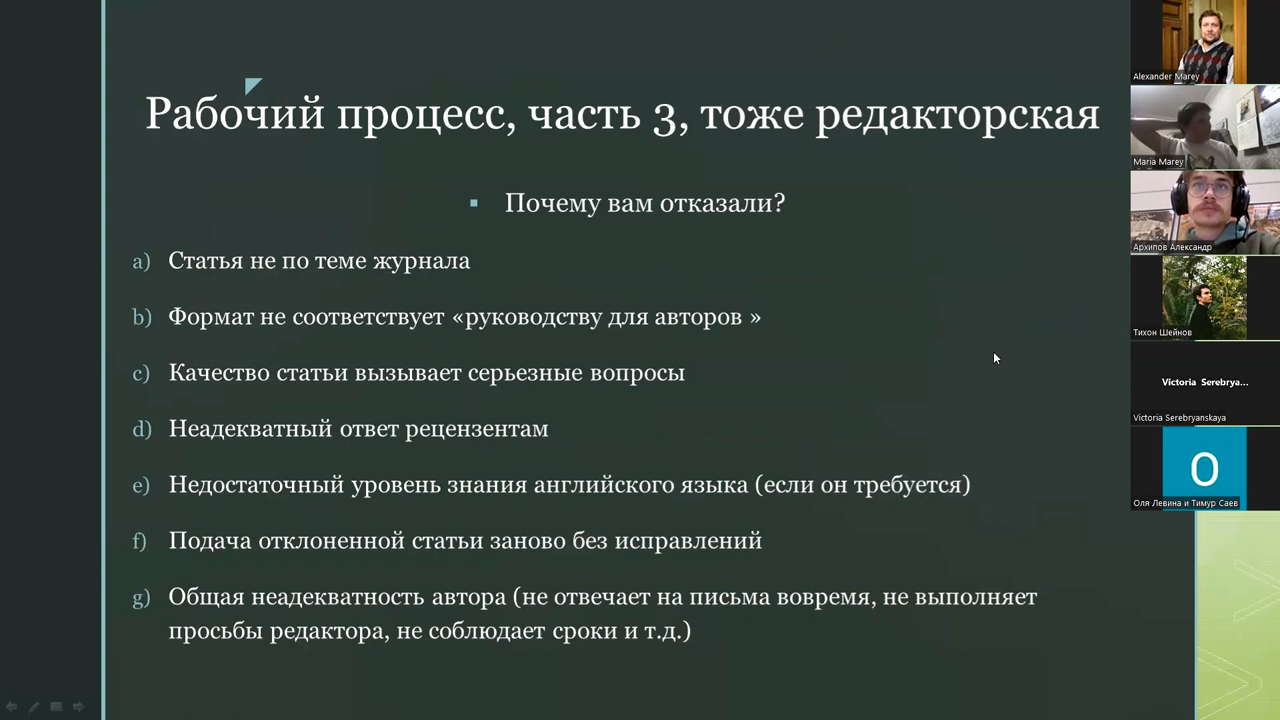 Рабочий процесс, часть 3, тоже редакторская
▪ Почему вам отказали?
a) Статья не по теме журнала
b) Формат не соответствует «руководству для авторов »
c) Качество статьи вызывает серьезные вопросы
d) Неадекватный ответ рецензентам
e) Недостаточный уровень знания английского языка (если он требуется)
f) Подача отклоненной статьи заново без исправлений
g) Общая неадекватность автора (не отвечает на письма вовремя, не выполняет
просьбы редактора, не соблюдает сроки и т.д.)
Alexander Marey
Maria Marey
Архипов Александр
Тихон Шейнов
Victoria Serebrya...
Victoria Serebryanskaya
О
Оля Левина и Тимур Саев